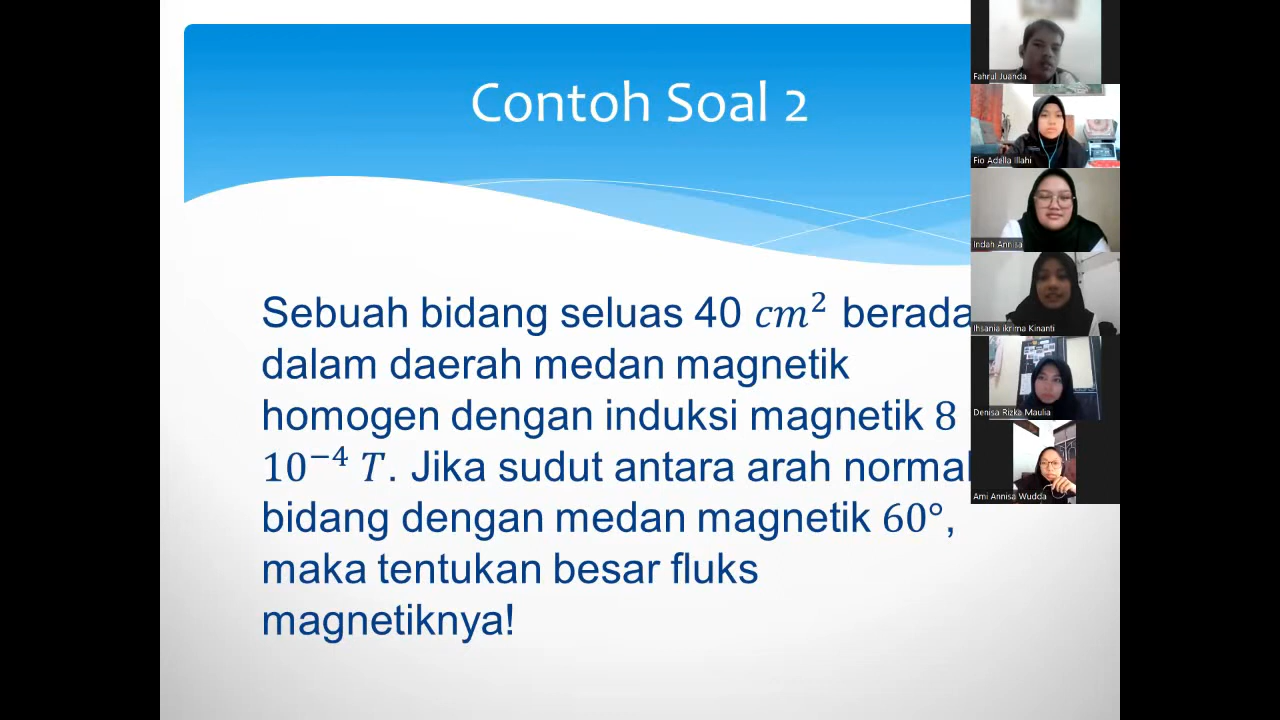 Contoh Soal 2
Sebuah bidang seluas 40 cm² berada
dalam daerah medan magnetik
homogen dengan induksi magnetik 8
10⁻⁴ T. Jika sudut antara arah normal
bidang dengan medan magnetik 60°,
maka tentukan besar fluks
magnetiknya!
Fahrul Juanda
Fio Adella Illahi
Indah Annisa
Ihsania ikrima Kinanti
Denisa Rizka Maulia
Ami Annisa Wudda